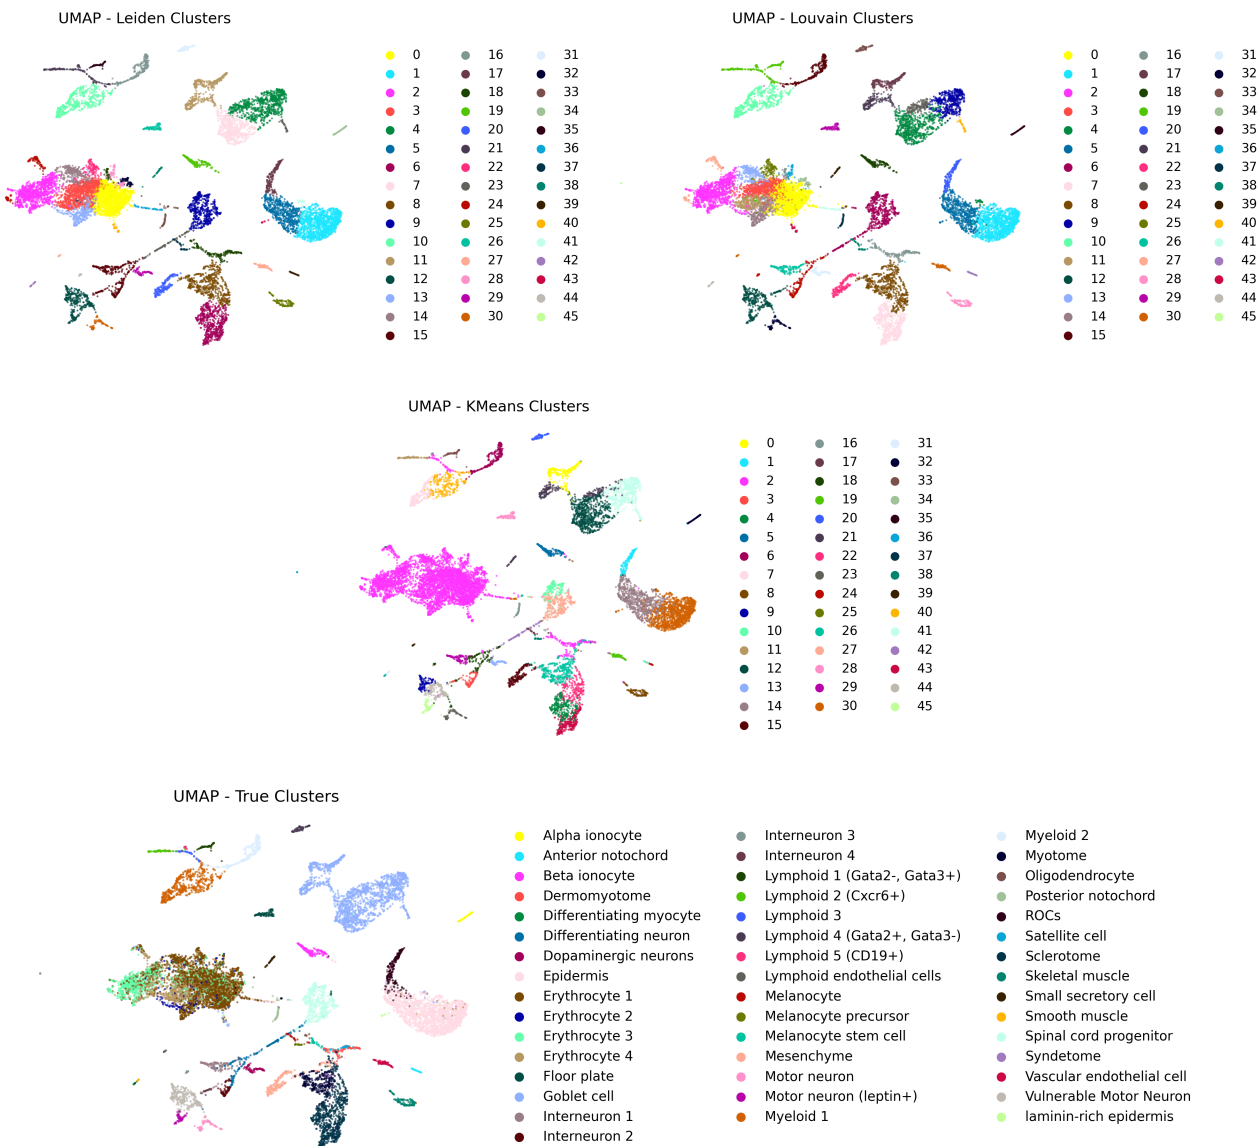 UMAP - Leiden Clusters
0 16 31
1 17 32
2 18 33
3 19 34
4 20 35
5 21 36
6 22 37
7 23 38
8 24 39
9 25 40
10 26 41
11 27 42
12 28 43
13 29 44
14 30 45
15
UMAP - Louvain Clusters
0 16 31
1 17 32
2 18 33
3 19 34
4 20 35
5 21 36
6 22 37
7 23 38
8 24 39
9 25 40
10 26 41
11 27 42
12 28 43
13 29 44
14 30 45
15
UMAP - KMeans Clusters
0 16 31
1 17 32
2 18 33
3 19 34
4 20 35
5 21 36
6 22 37
7 23 38
8 24 39
9 25 40
10 26 41
11 27 42
12 28 43
13 29 44
14 30 45
15
UMAP - True Clusters
Alpha ionocyte Interneuron 3 Myeloid 2
Anterior notochord Interneuron 4 Myotome
Beta ionocyte Lymphoid 1 (Gata2-, Gata3+) Oligodendrocyte
Dermomyotome Lymphoid 2 (Cxcr6+) Posterior notochord
Differentiating myocyte Lymphoid 3 ROCs
Differentiating neuron Lymphoid 4 (Gata2+, Gata3-) Satellite cell
Dopaminergic neurons Lymphoid 5 (CD19+) Sclerotome
Epidermis Lymphoid endothelial cells Skeletal muscle
Erythrocyte 1 Melanocyte Small secretory cell
Erythrocyte 2 Melanocyte precursor Smooth muscle
Erythrocyte 3 Melanocyte stem cell Spinal cord progenitor
Erythrocyte 4 Mesenchyme Syndetome
Floor plate Motor neuron Vascular endothelial cell
Goblet cell Motor neuron (leptin+) Vulnerable Motor Neuron
Interneuron 1 Myeloid 1 laminin-rich epidermis
Interneuron 2